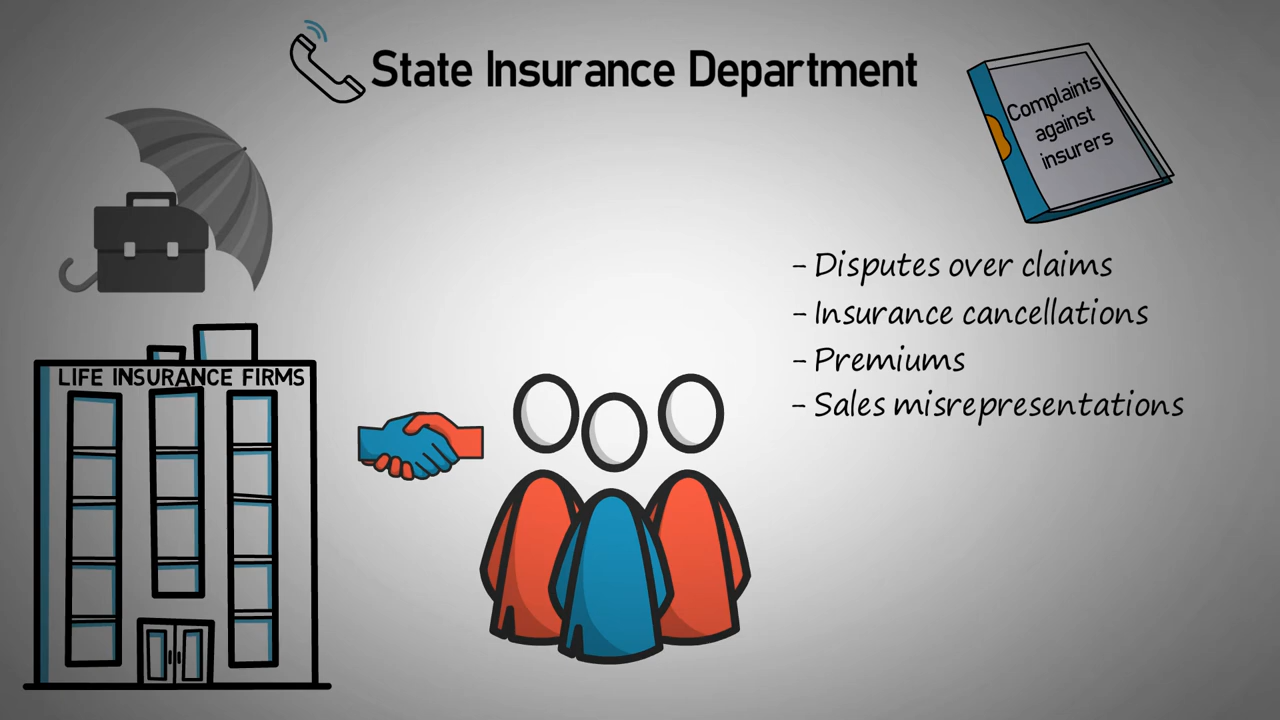 State Insurance Department
Complaints
against
insurers
- Disputes over claims
- Insurance cancellations
- Premiums
- Sales misrepresentations
LIFE INSURANCE FIRMS